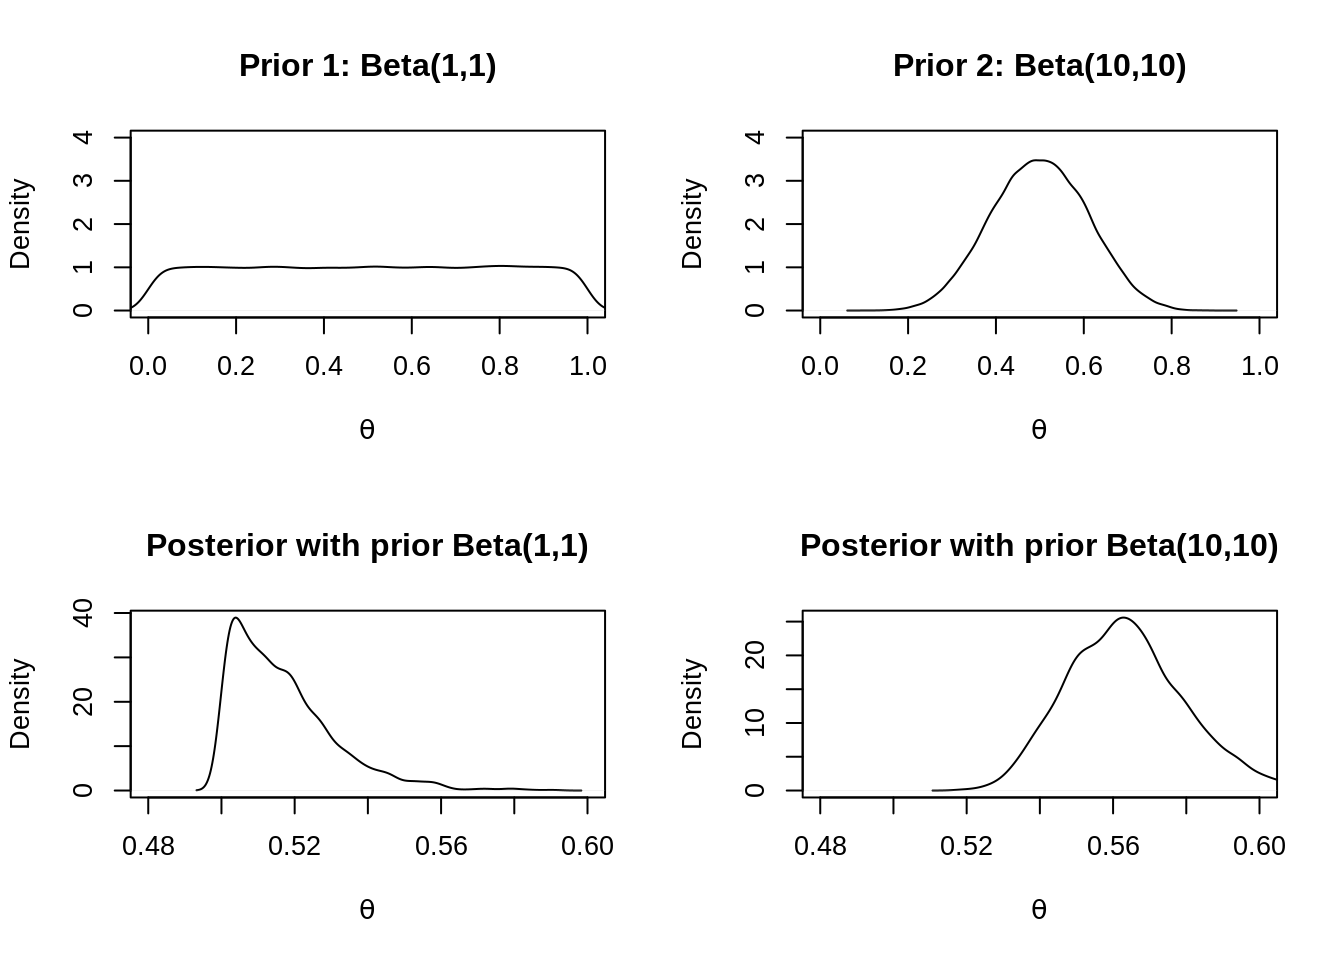 Prior 1: Beta(1,1)
Density
0 1 2 3 4
0.0 0.2 0.4 0.6 0.8 1.0
θ
Prior 2: Beta(10,10)
Density
0 1 2 3 4
0.0 0.2 0.4 0.6 0.8 1.0
θ
Posterior with prior Beta(1,1)
Density
0 20 40
0.48 0.52 0.56 0.60
θ
Posterior with prior Beta(10,10)
Density
0 10 20
0.48 0.52 0.56 0.60
θ